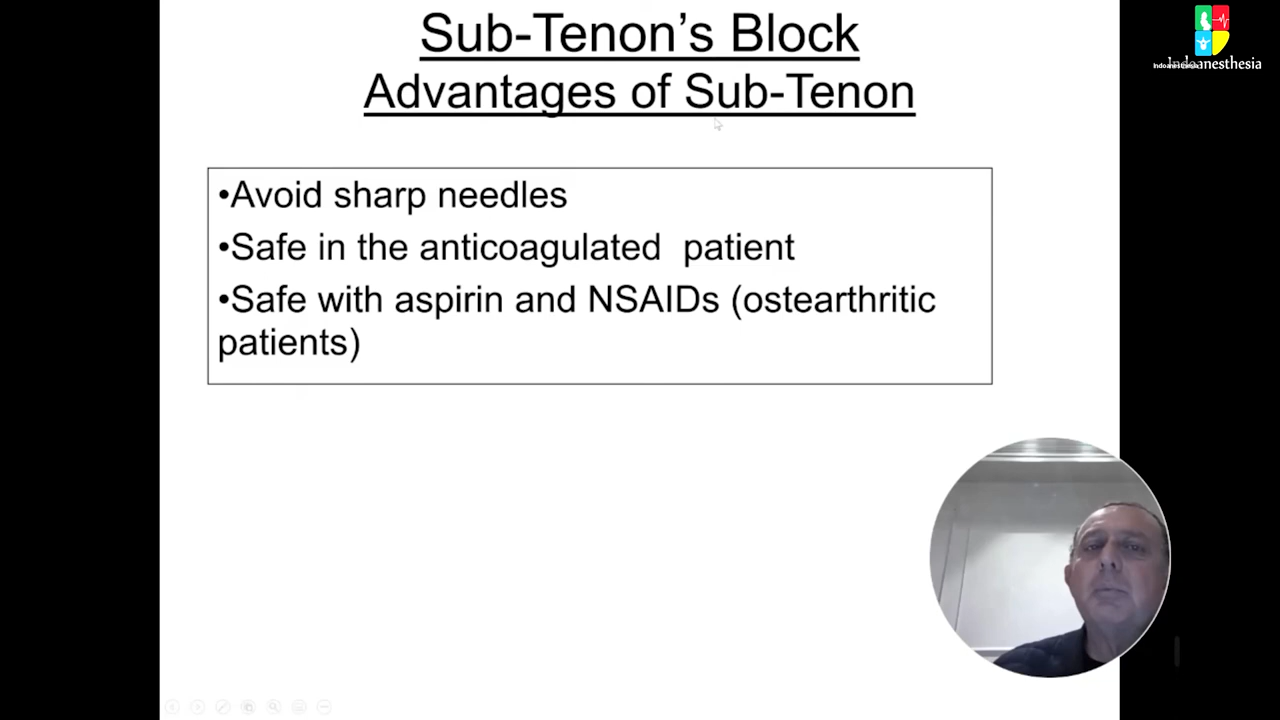 Sub-Tenon's Block
Advantages of Sub-Tenon
•Avoid sharp needles
•Safe in the anticoagulated  patient
•Safe with aspirin and NSAIDs (ostearthritic
patients)
Indoanesthesia
Indoanesthesia